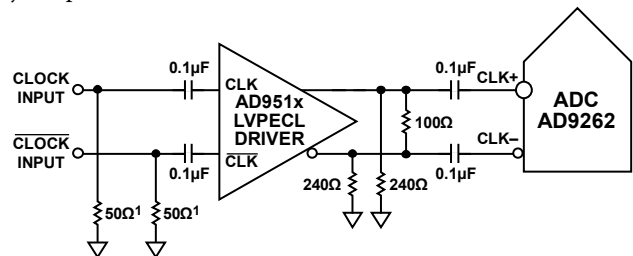 CLOCK
INPUT
0.1µF
CLK
AD951x
LVPECL
DRIVER
0.1µF
CLK+
ADC
AD9262
100Ω
CLOCK
INPUT
0.1µF
CLK
CLK–
0.1µF
240Ω
240Ω
50Ω¹
50Ω¹